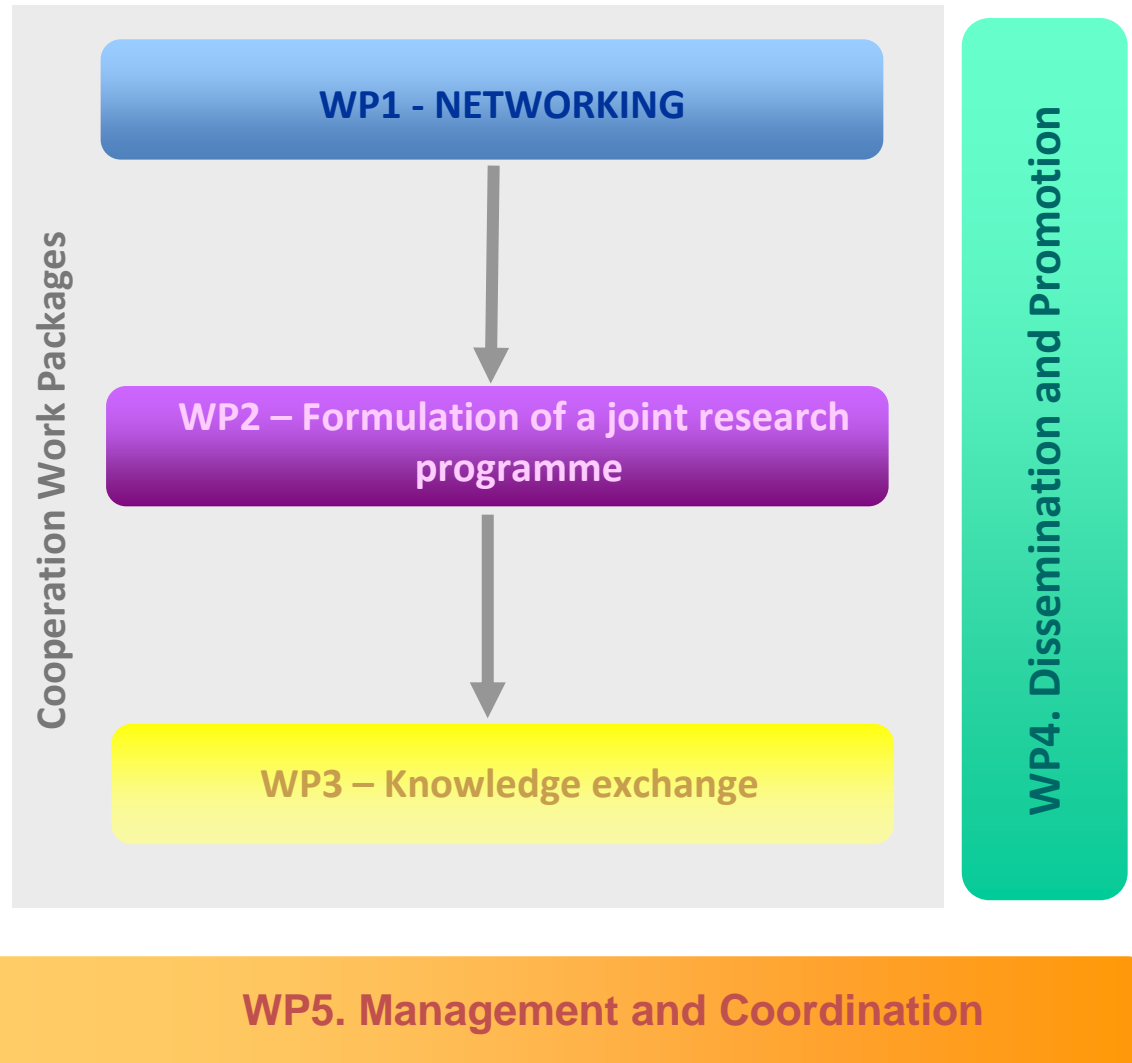 WP1 - NETWORKING
Cooperation Work Packages
WP2 – Formulation of a joint research
programme
WP3 – Knowledge exchange
WP4. Dissemination and Promotion
WP5. Management and Coordination